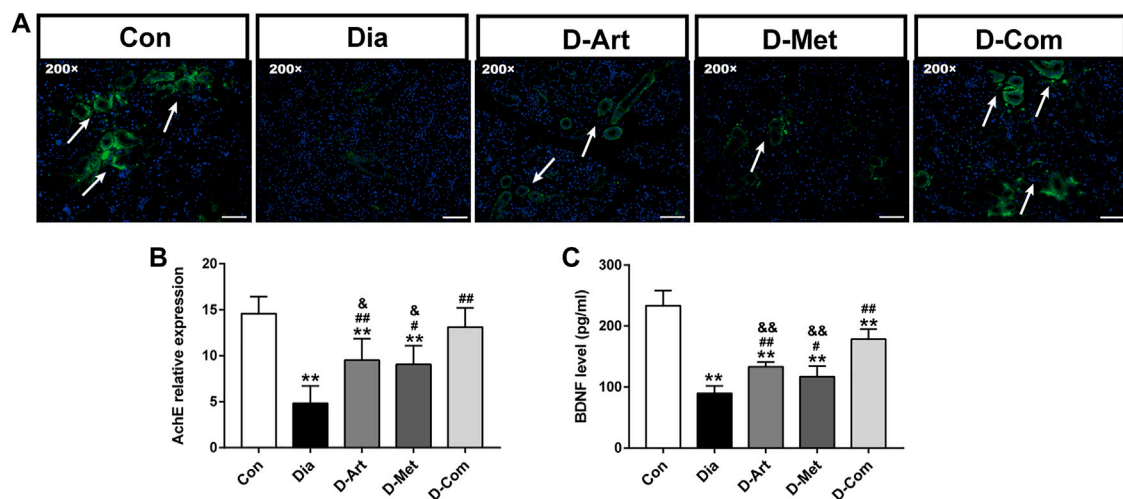 A
Con
Dia
D-Art
D-Met
D-Com
200×
200×
200×
200×
200×
B
AchE relative expression
20
15
10
5
0
**
&
##
**
&
#
**
##
Con
Dia
D-Art
D-Met
D-Com
C
BDNF level (pg/ml)
300
200
100
0
**
&&
##
**
&&
#
**
##
**
Con
Dia
D-Art
D-Met
D-Com